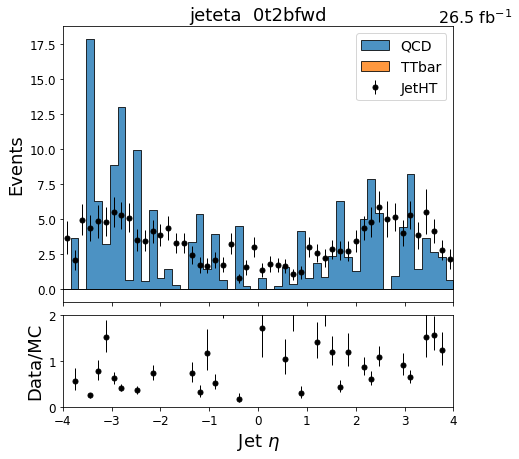 jeteta 0t2bfwd
26.5 fb⁻¹
QCD
TTbar
JetHT
Events
17.5
15.0
12.5
10.0
7.5
5.0
2.5
0.0
Data/MC
2
1
0
−4 −3 −2 −1 0 1 2 3 4
Jet η